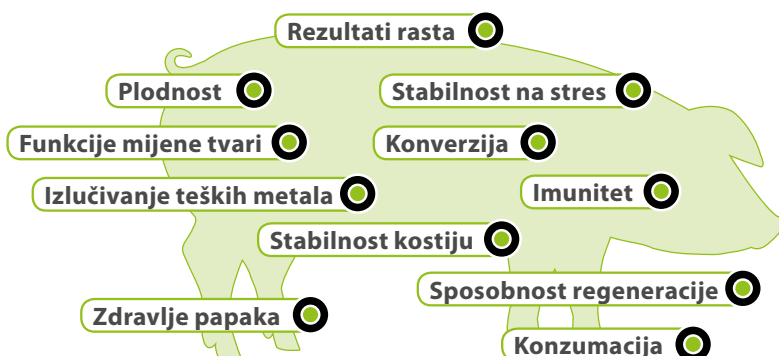 Rezultati rasta
Plodnost
Stabilnost na stres
Funkcije mijene tvari
Konverzija
Izlučivanje teških metala
Imunitet
Stabilnost kostiju
Sposobnost regeneracije
Zdravlje papaka
Konzumacija